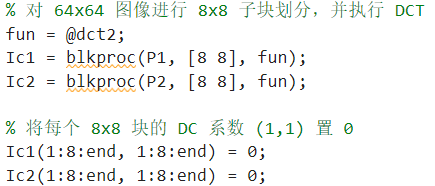 % 对 64x64 图像进行 8x8 子块划分，并执行 DCT
fun = @dct2;
Ic1 = blkproc(P1, [8 8], fun);
Ic2 = blkproc(P2, [8 8], fun);
% 将每个 8x8 块的 DC 系数 (1,1) 置 0
Ic1(1:8:end, 1:8:end) = 0;
Ic2(1:8:end, 1:8:end) = 0;